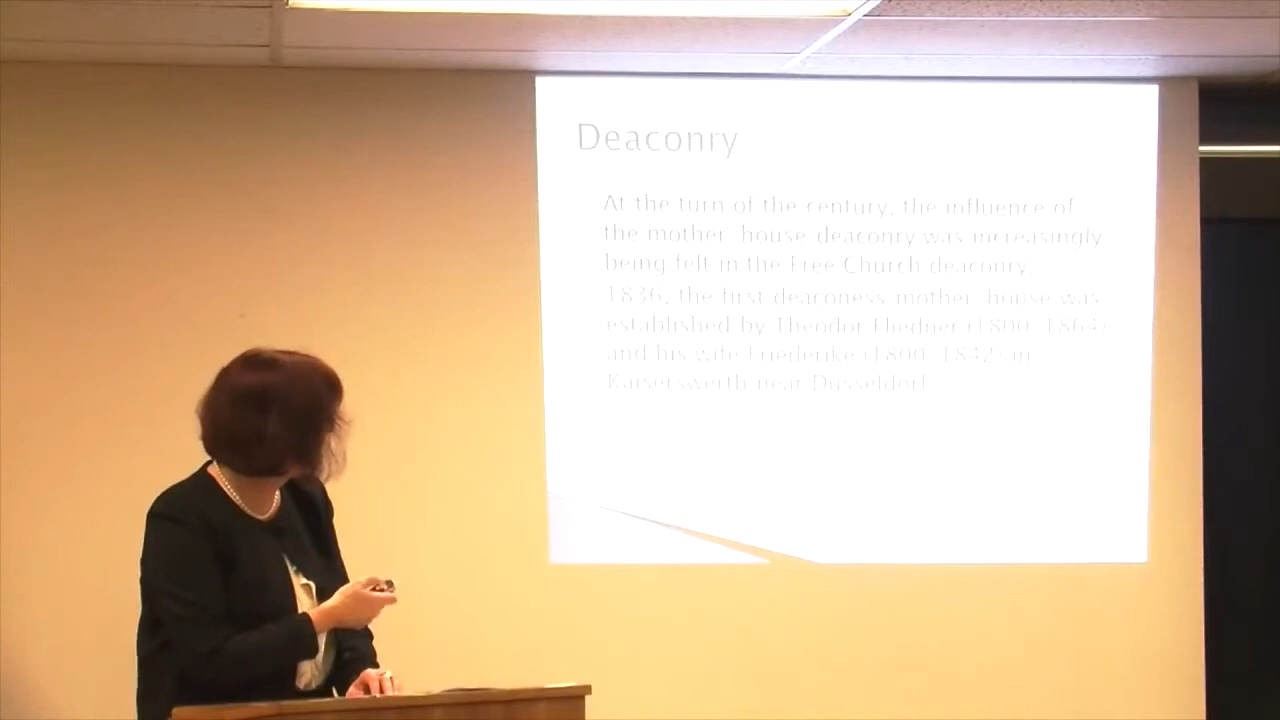 Deaconry
At the turn of the century, the influence of
the mother house deaconry was increasingly
being felt in the Free Church deaconry.
1836, the first deaconess mother house was
established by Theodor Fliedner (1800 1864)
and his wife Friederike (1800 1842) in
Kaiserswerth near Dusseldorf